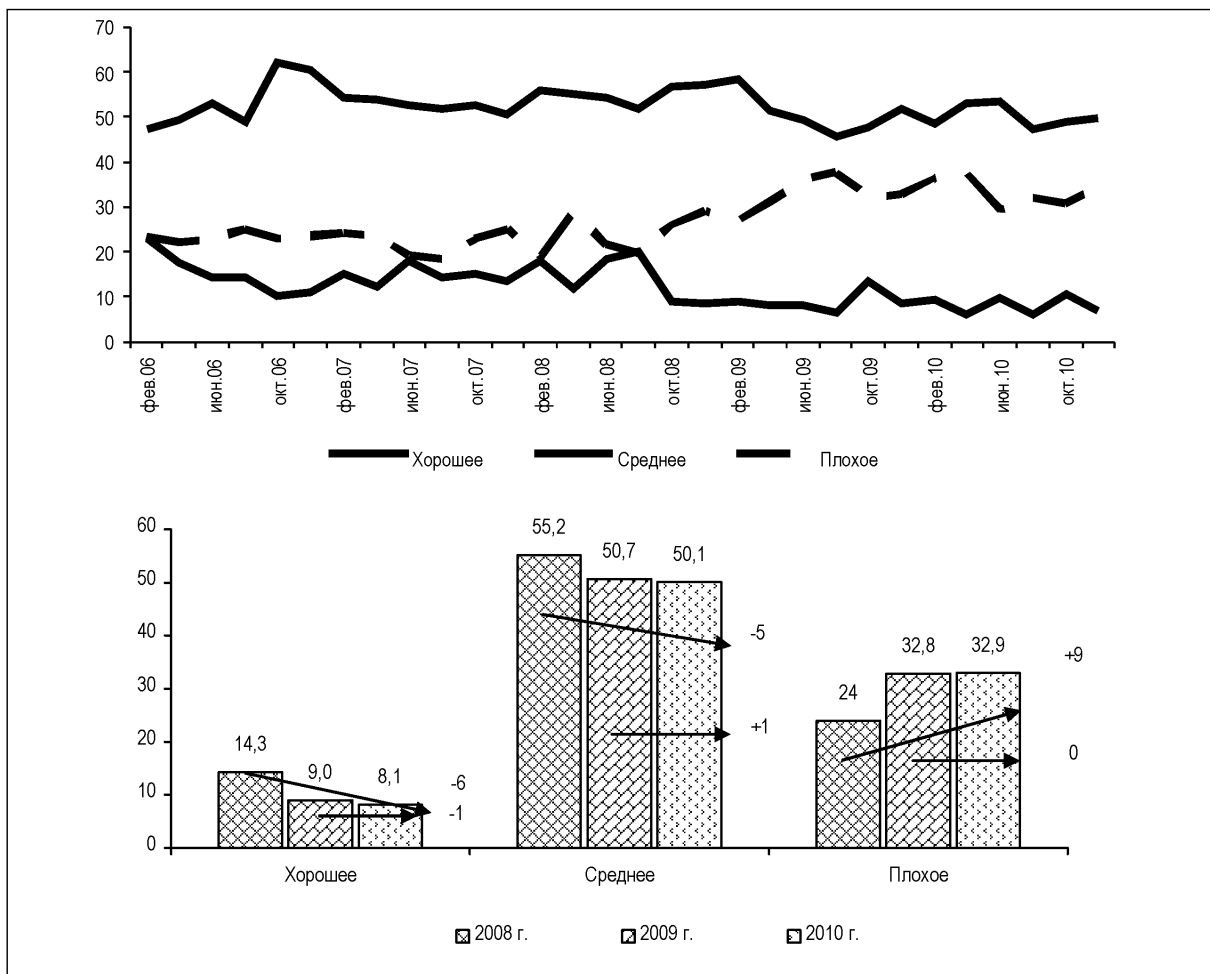 70
60
50
40
30
20
10
0
фев.06
июн.06
окт.06
фев.07
июн.07
окт.07
фев.08
июн.08
окт.08
фев.09
июн.09
окт.09
фев.10
июн.10
окт.10
Хорошее Среднее Плохое
60
50
40
30
20
10
0
14,3
9,0
8,1
-6
-1
55,2
50,7
50,1
-5
+1
24
32,8
32,9
+9
0
Хорошее Среднее Плохое
2008 г. 2009 г. 2010 г.